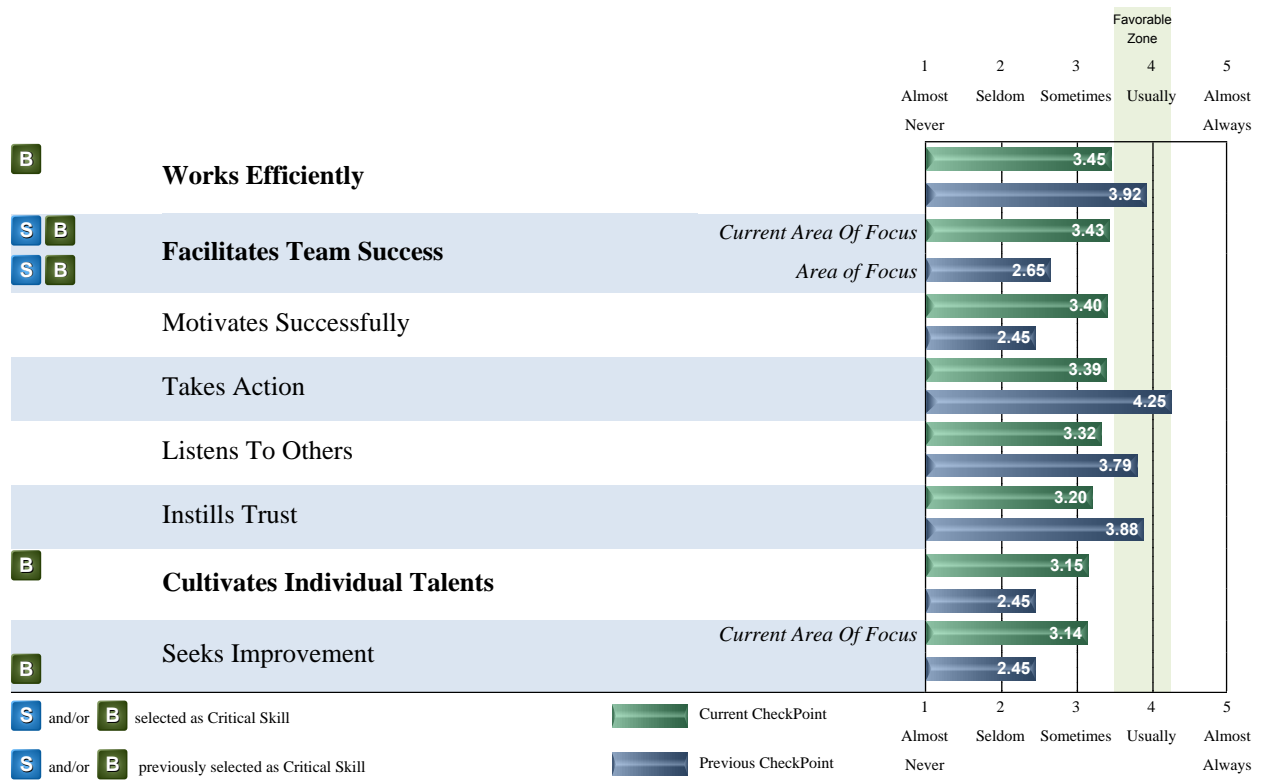 Favorable
Zone
1 2 3 4 5
Almost Seldom Sometimes Usually Almost
Never Always
B
Works Efficiently
3.45
3.92
S B Current Area Of Focus 3.43
Facilitates Team Success
S B Area of Focus 2.65
Motivates Successfully
3.40
2.45
Takes Action
3.39
4.25
Listens To Others
3.32
3.79
Instills Trust
3.20
3.88
B
Cultivates Individual Talents
3.15
2.45
Current Area Of Focus 3.14
Seeks Improvement
B 2.45
S and/or B selected as Critical Skill
Current CheckPoint
S and/or B previously selected as Critical Skill
Previous CheckPoint
1 2 3 4 5
Almost Seldom Sometimes Usually Almost
Never Always